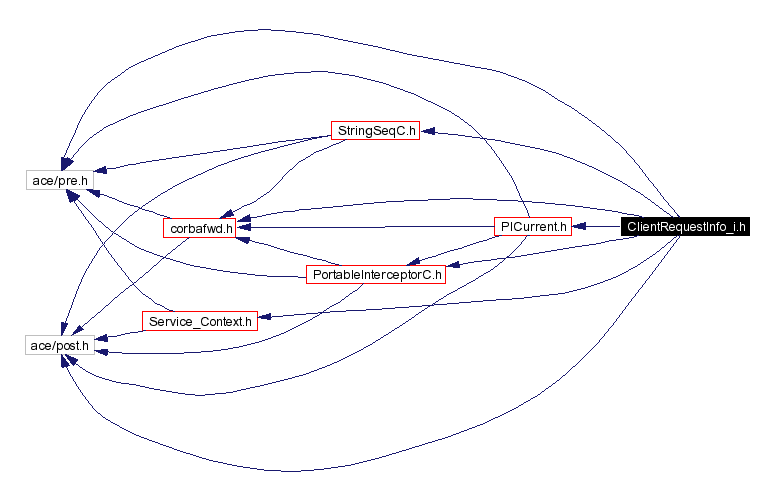 StringSeqC.h
ace/pre.h
corbafwd.h
PICurrent.h
ClientRequestInfo_i.h
PortableInterceptorC.h
Service_Context.h
ace/post.h